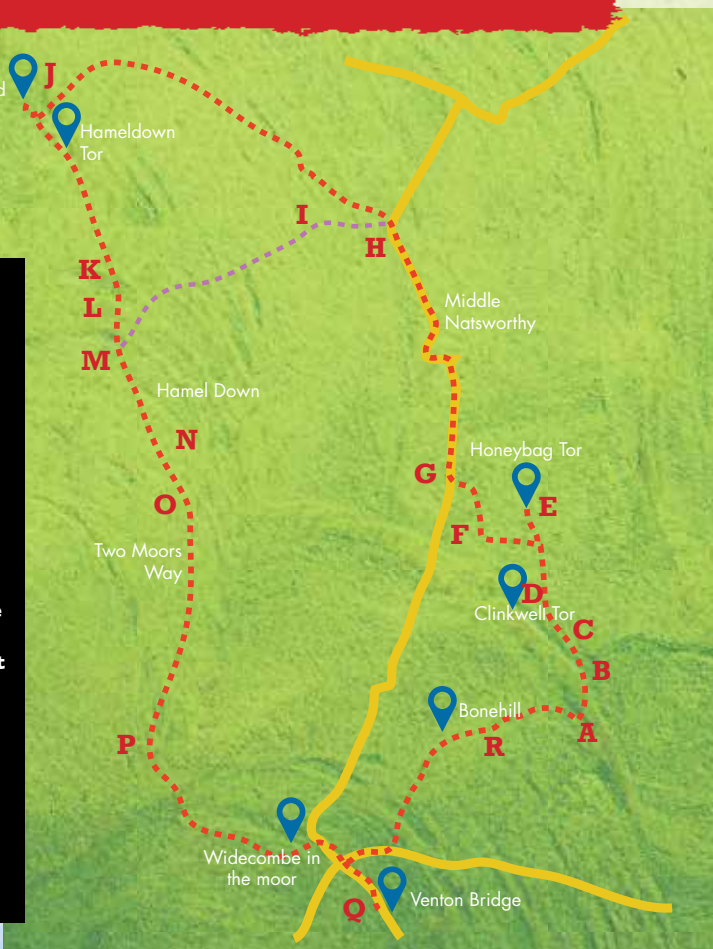 J
d
Hameldown
Tor
I
H
K
L
Middle
Natsworthy
M
Hamel Down
N
Honeybag Tor
G
E
O
F
Two Moors
Way
D
Clinkwell Tor
e
C
t
B
Bonehill
A
P
R
Widecombe in
the moor
Q
Venton Bridge